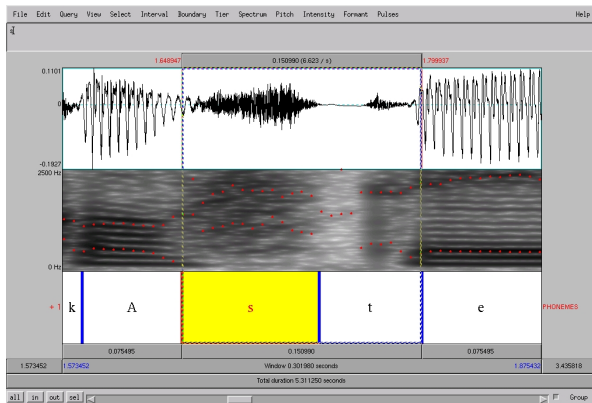 File Edit Query View Select Interval Boundary Tier Spectrum Pitch Intensity Formant Pulses Help
1.648947 0.150990 (6.623 / s) 1.799937
0.1101
0
-0.1927
2500 Hz
0 Hz
+ 1 k A s t e PHONEMES
0.075495 0.150990 0.075495
1.573452 1.573452 Window 0.301980 seconds 1.875432 3.435818
Total duration 5.311250 seconds
all in out sel Group